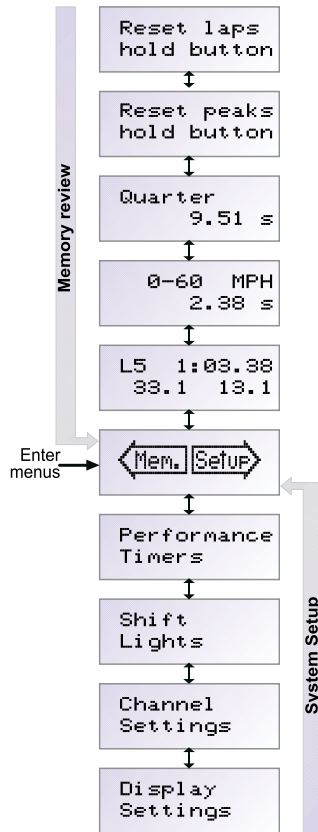 Reset laps
hold button
Reset peaks
hold button
Memory review
Quarter
9.51 s
0-60 MPH
2.38 s
L5 1:03.38
33.1 13.1
Enter
menus
Mem. Setup
Performance
Timers
Shift
Lights
System Setup
Channel
Settings
Display
Settings